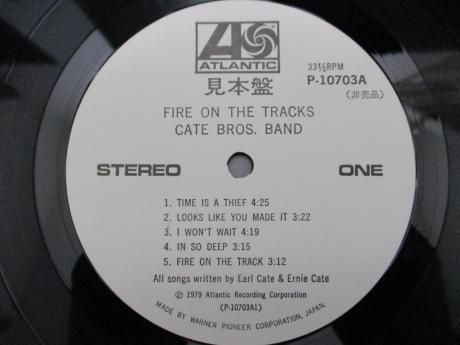 ATLANTIC
見本盤
33⅓RPM
P-10703A
(非売品)
FIRE ON THE TRACKS
CATE BROS. BAND
STEREO
ONE
1. TIME IS A THIEF 4:25
2. LOOKS LIKE YOU MADE IT 3:22
3. I WON'T WAIT 4:19
4. IN SO DEEP 3:15
5. FIRE ON THE TRACK 3:12
All songs written by Earl Cate & Ernie Cate
Ⓟ 1979 Atlantic Recording Corporation
(P-10703A1)
MADE BY WARNER PIONEER CORPORATION, JAPAN.